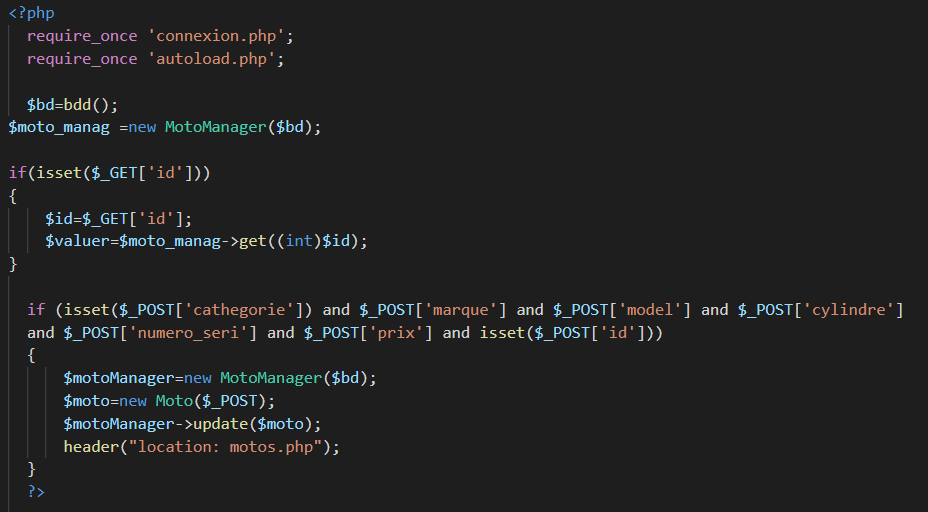 <?php
require_once 'connexion.php';
require_once 'autoload.php';
$bd=bdd();
$moto_manag =new MotoManager($bd);
if(isset($_GET['id']))
{
$id=$_GET['id'];
$valuer=$moto_manag->get((int)$id);
}
if (isset($_POST['cathegorie']) and $_POST['marque'] and $_POST['model'] and $_POST['cylindre']
and $_POST['numero_seri'] and $_POST['prix'] and isset($_POST['id']))
{
$motoManager=new MotoManager($bd);
$moto=new Moto($_POST);
$motoManager->update($moto);
header("location: motos.php");
}
?>